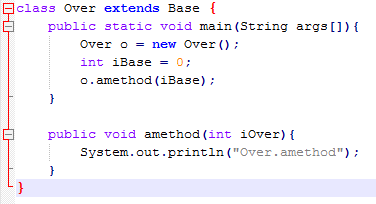 class Over extends Base {
    public static void main(String args[]){
        Over o = new Over();
        int iBase = 0;
        o.amethod(iBase);
    }

    public void amethod(int iOver){
        System.out.println("Over.amethod");
    }
}